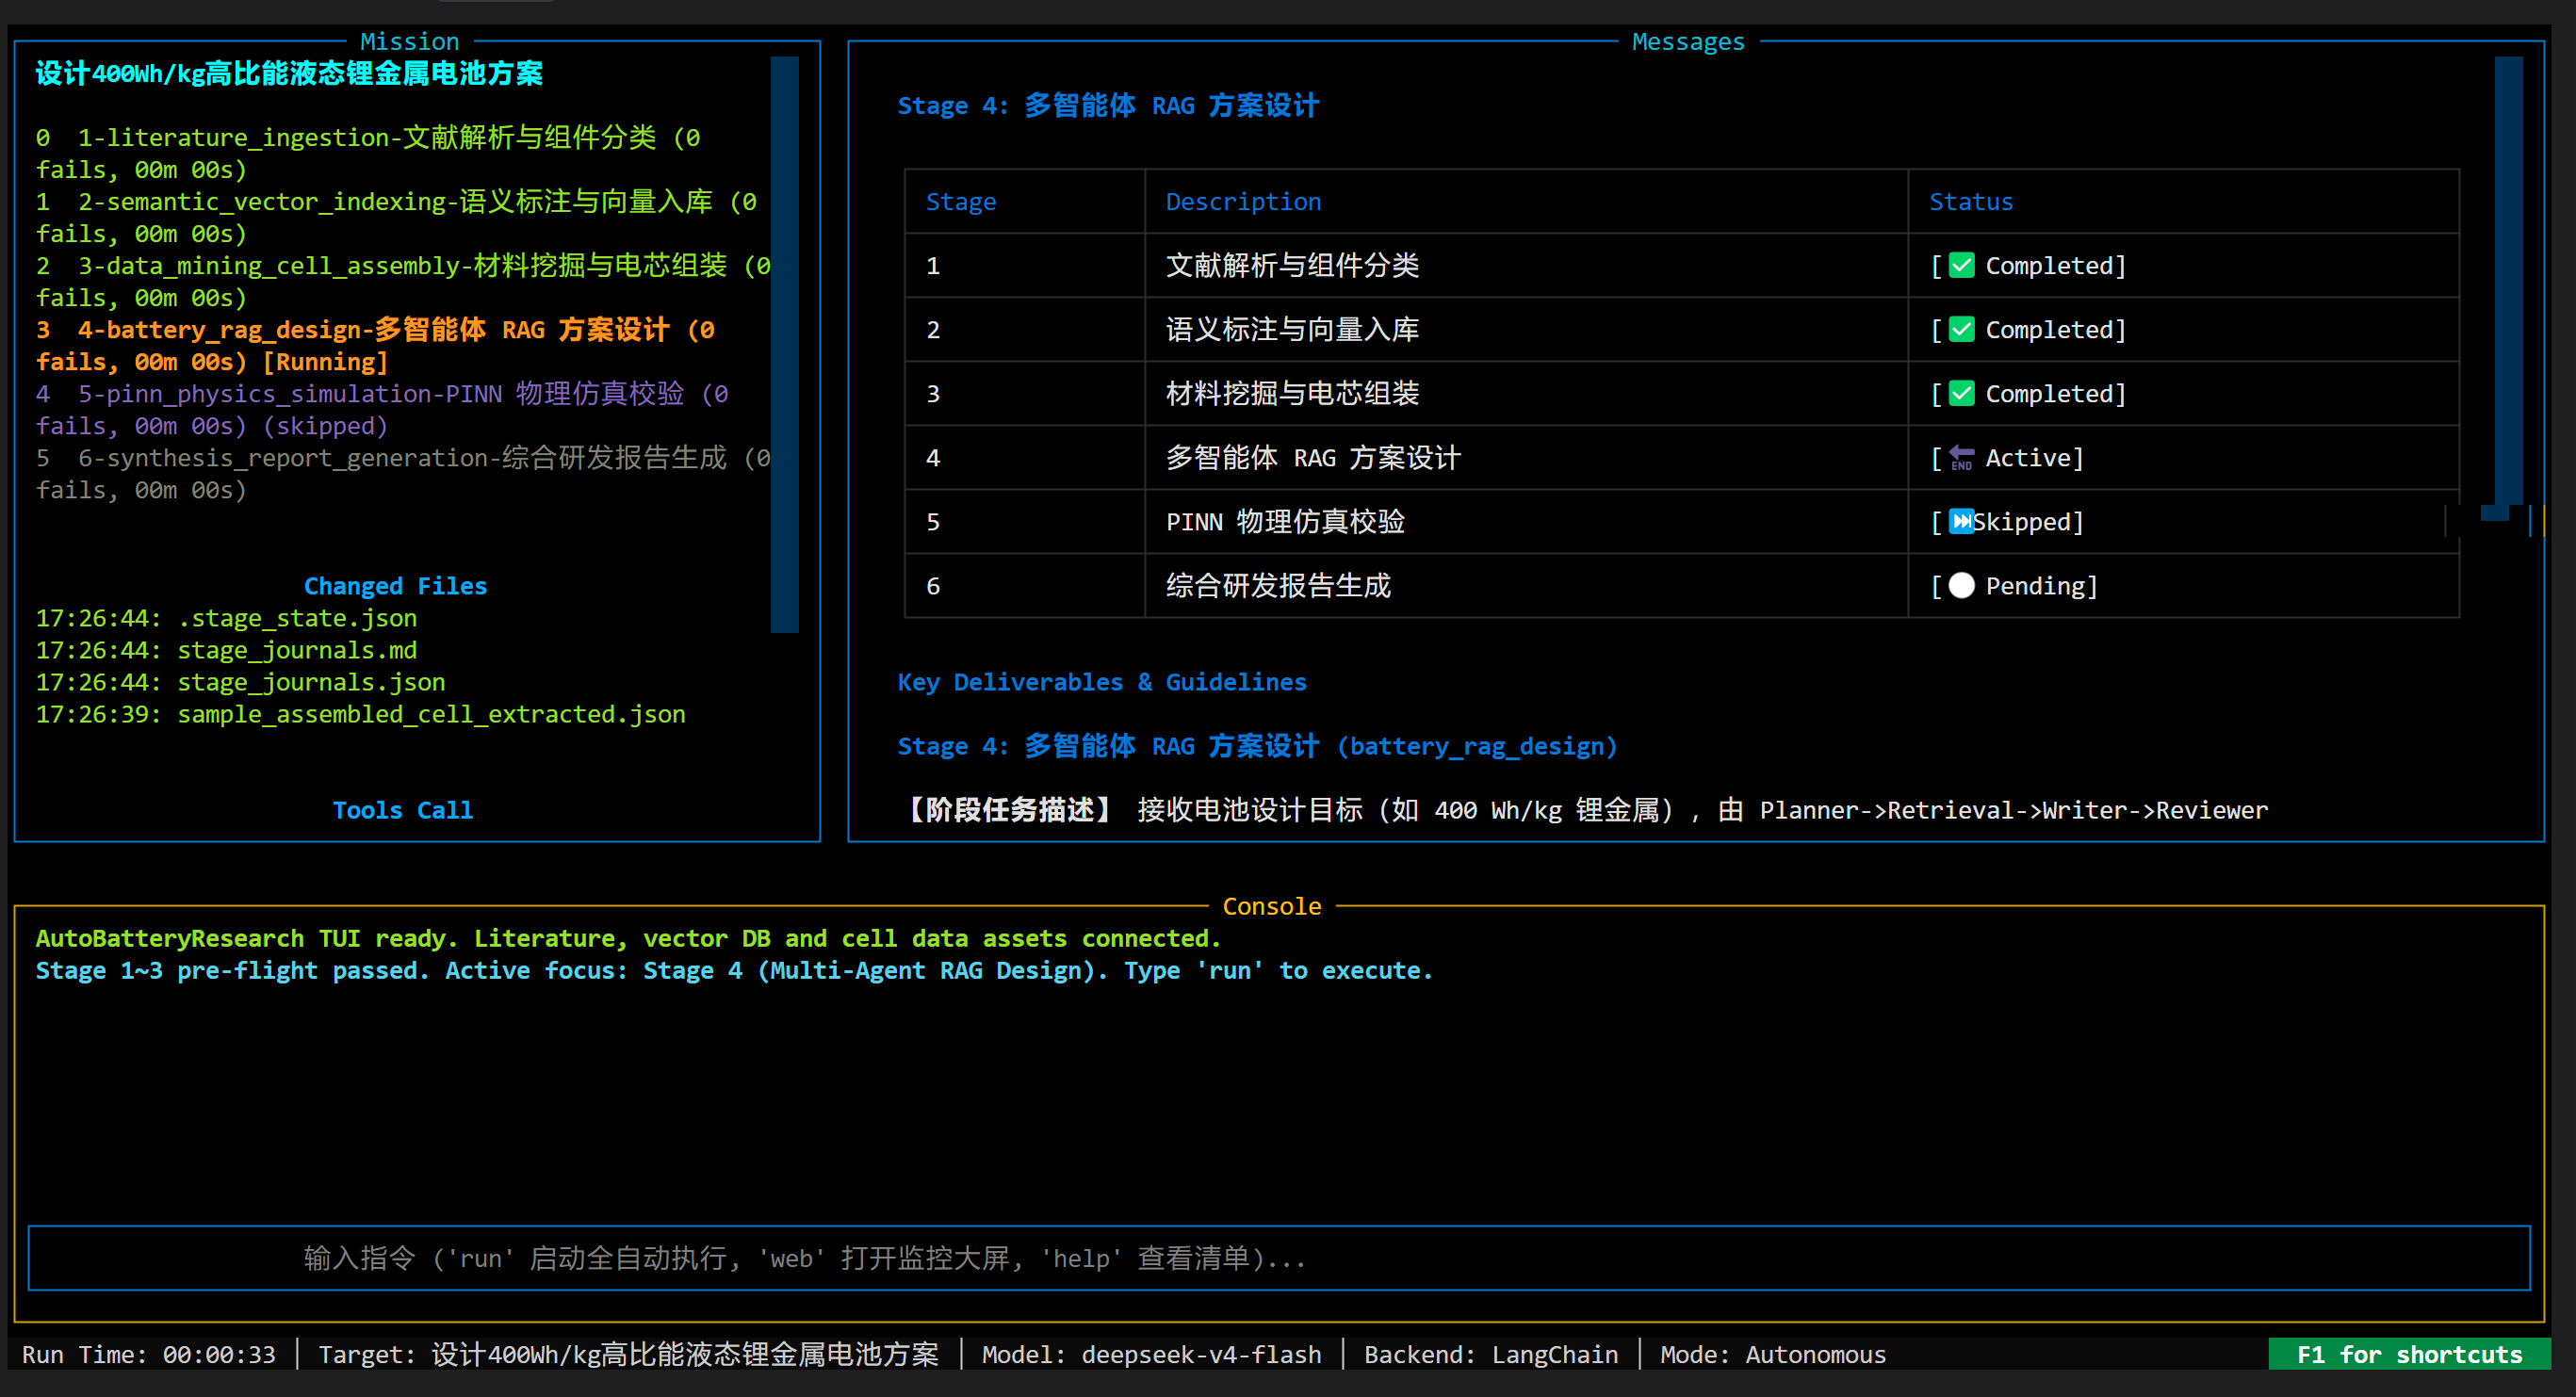 Mission
设计400Wh/kg高比能液态锂金属电池方案
0  1-literature_ingestion-文献解析与组件分类 (0
fails, 00m 00s)
1  2-semantic_vector_indexing-语义标注与向量入库 (0
fails, 00m 00s)
2  3-data_mining_cell_assembly-材料挖掘与电芯组装 (0
fails, 00m 00s)
3  4-battery_rag_design-多智能体 RAG 方案设计 (0
fails, 00m 00s) [Running]
4  5-pinn_physics_simulation-PINN 物理仿真校验 (0
fails, 00m 00s) (skipped)
5  6-synthesis_report_generation-综合研发报告生成 (0
fails, 00m 00s)
Changed Files
17:26:44: .stage_state.json
17:26:44: stage_journals.md
17:26:44: stage_journals.json
17:26:39: sample_assembled_cell_extracted.json
Tools Call
Messages
Stage 4: 多智能体 RAG 方案设计
Stage Description Status
1 文献解析与组件分类 [✅ Completed]
2 语义标注与向量入库 [✅ Completed]
3 材料挖掘与电芯组装 [✅ Completed]
4 多智能体 RAG 方案设计 [🔚 Active]
5 PINN 物理仿真校验 [⏭Skipped]
6 综合研发报告生成 [⚪ Pending]
Key Deliverables & Guidelines
Stage 4: 多智能体 RAG 方案设计 (battery_rag_design)
【阶段任务描述】 接收电池设计目标（如 400 Wh/kg 锂金属），由 Planner->Retrieval->Writer->Reviewer
Console
AutoBatteryResearch TUI ready. Literature, vector DB and cell data assets connected.
Stage 1~3 pre-flight passed. Active focus: Stage 4 (Multi-Agent RAG Design). Type 'run' to execute.
输入指令 ('run' 启动全自动执行, 'web' 打开监控大屏, 'help' 查看清单)...
Run Time: 00:00:33 │ Target: 设计400Wh/kg高比能液态锂金属电池方案 │ Model: deepseek-v4-flash │ Backend: LangChain │ Mode: Autonomous F1 for shortcuts